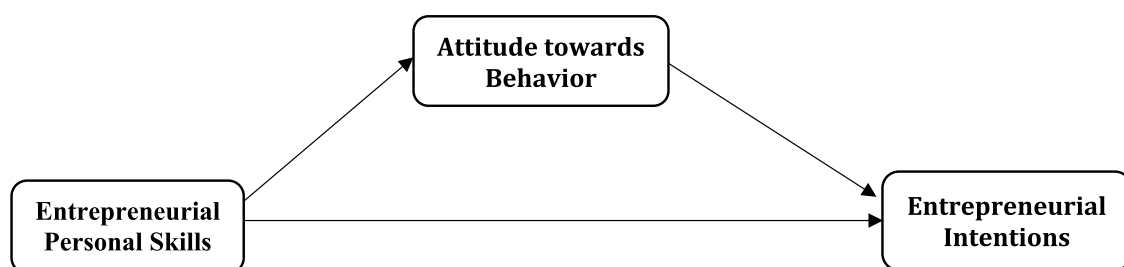 Attitude towards
Behavior
Entrepreneurial
Personal Skills
Entrepreneurial
Intentions